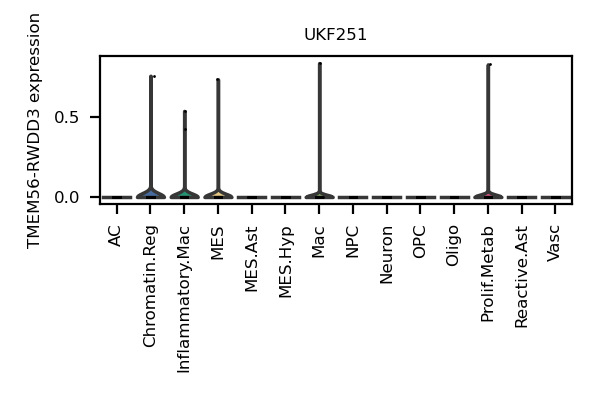 UKF251
TMEM56-RWDD3 expression
0.5
0.0
AC
Chromatin.Reg
Inflammatory.Mac
MES
MES.Ast
MES.Hyp
Mac
NPC
Neuron
OPC
Oligo
Prolif.Metab
Reactive.Ast
Vasc